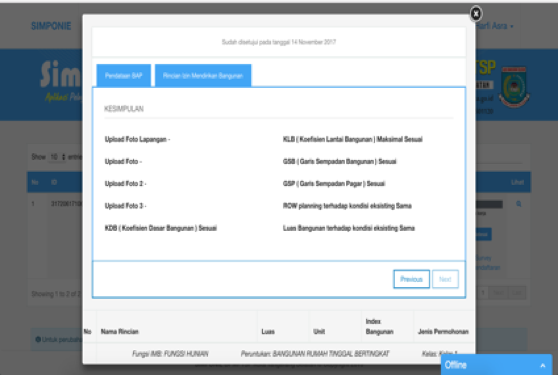 SIMPONIE
Sudah disetujui pada tanggal 14 November 2017
Pendataan BAP
Rincian Izin Mendirikan Bangunan
KESIMPULAN
Upload Foto Lapangan -
KLB ( Koefisien Lantai Bangunan ) Maksimal Sesuai
Upload Foto -
GSB ( Garis Sempadan Bangunan ) Sesuai
Upload Foto 2 -
GSP ( Garis Sempadan Pagar ) Sesuai
Upload Foto 3 -
ROW planning terhadap kondisi eksisting Sama
KDB ( Koefisien Dasar Bangunan ) Sesuai
Luas Bangunan terhadap kondisi eksisting Sama
Previous
Next
Show 10 entrie
No ID
Lihat
1
Showing 1 to 2 of 2
No Nama Rincian Luas Unit Index Bangunan Jenis Permohonan
Fungsi IMB: FUNGSI HUNIAN Peruntukan: BANGUNAN RUMAH TINGGAL BERTINGKAT
Offline